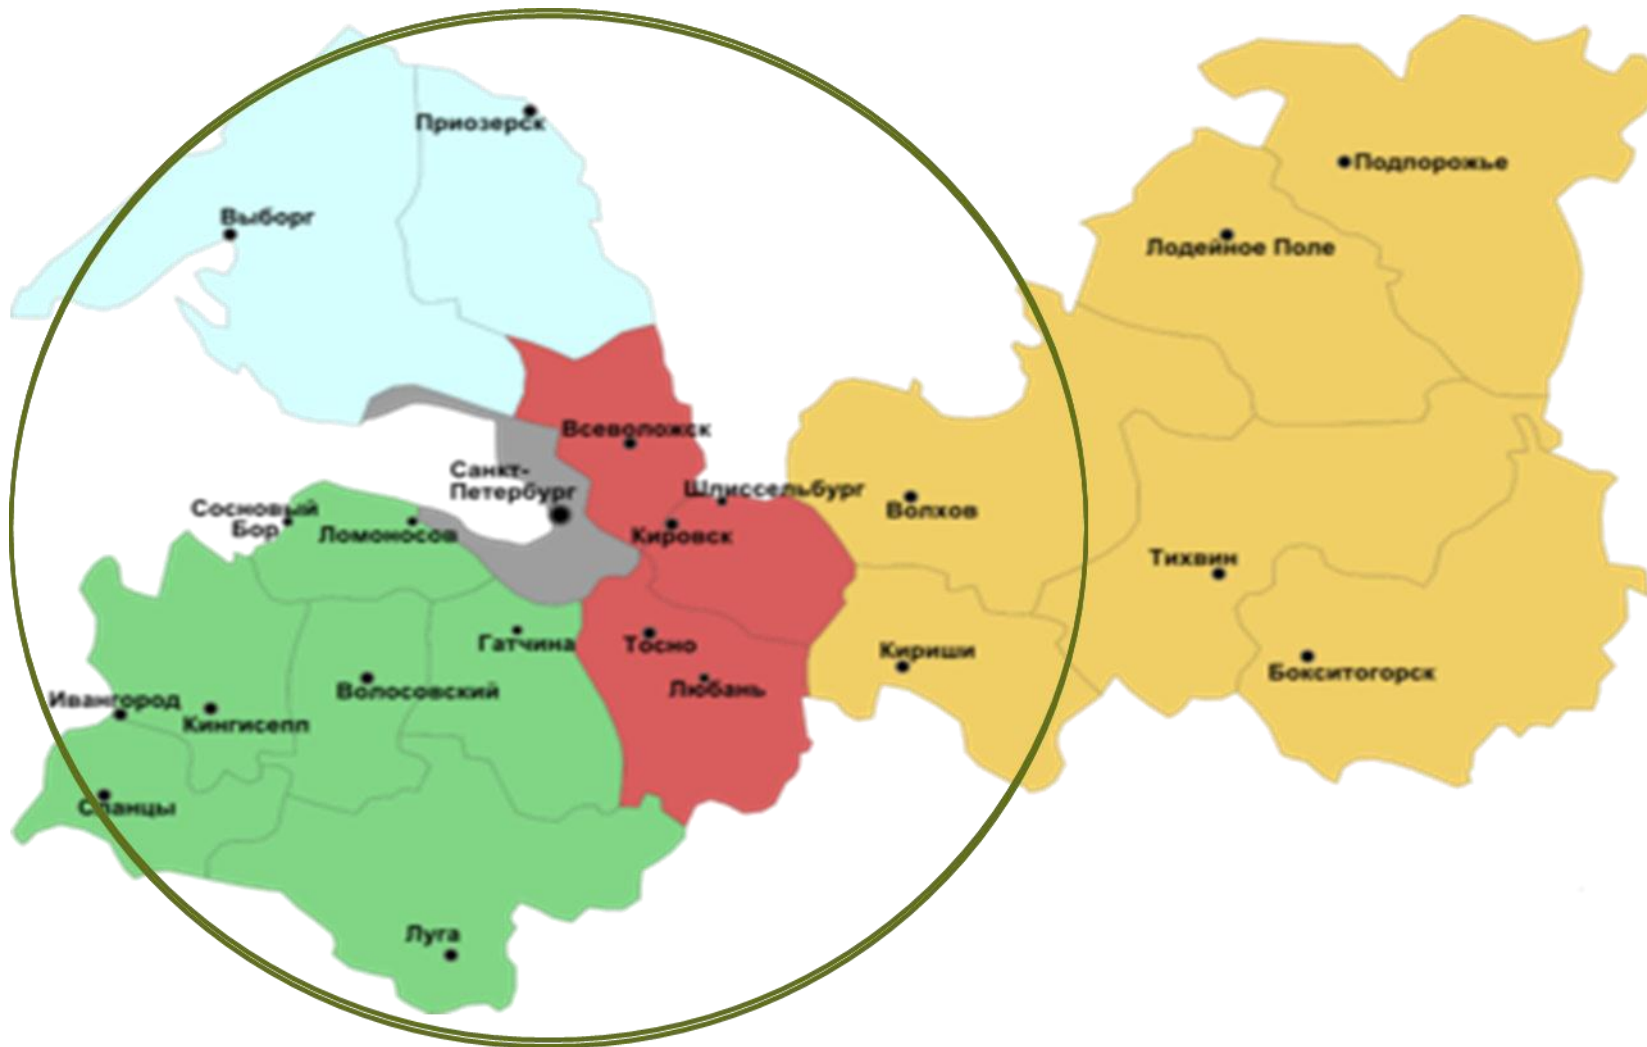 Приозерск
Подпорожье
Выборг
Лодейное Поле
Всеволожск
Санкт-
Петербург
Шлиссельбург
Сосновый
Бор
Ломоносов
Кировск
Волхов
Тихвин
Гатчина
Тосно
Кириши
Бокситогорск
Любань
Волосовский
Ивангород
Кингисепп
Сланцы
Луга